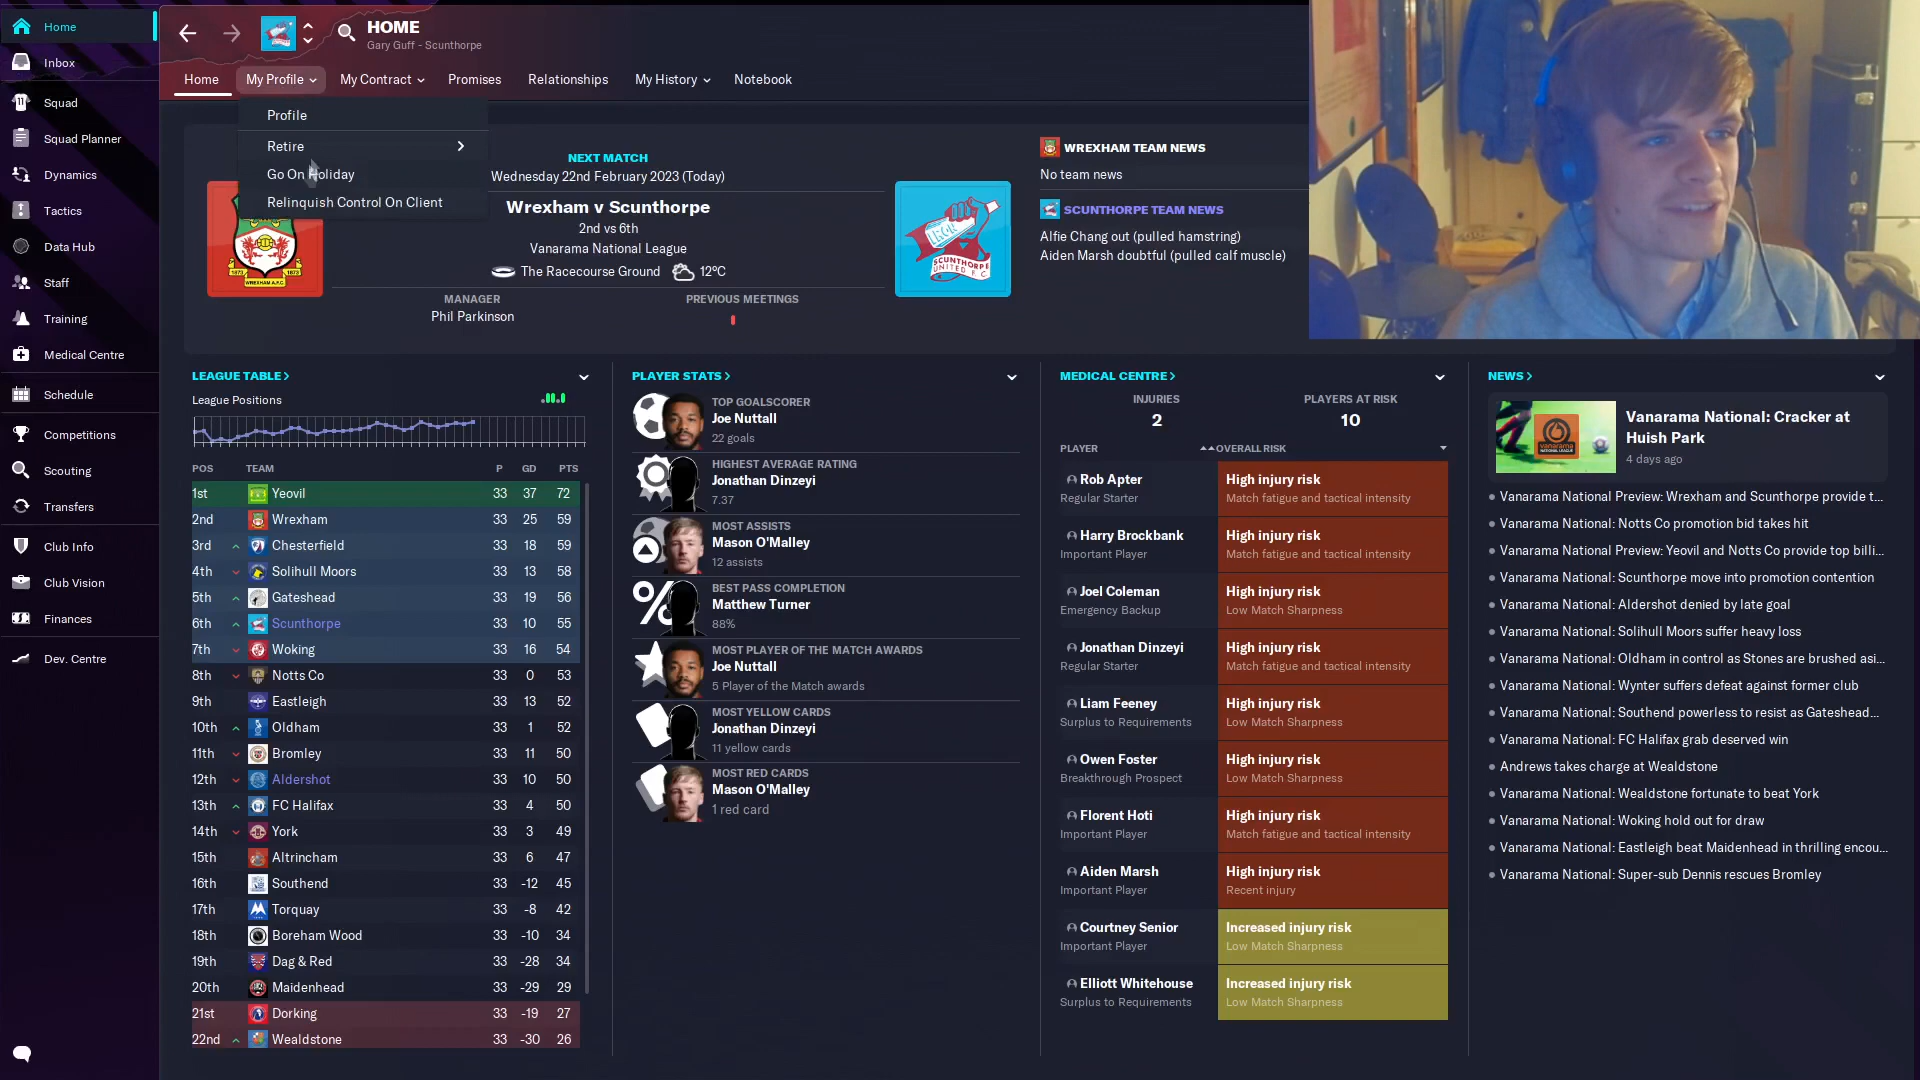 Home
Inbox
Squad
Squad Planner
Dynamics
Tactics
Data Hub
Staff
Training
Medical Centre
Schedule
Competitions
Scouting
Transfers
Club Info
Club Vision
Finances
Dev. Centre
HOME
Gary Guff - Scunthorpe
Home My Profile My Contract Promises Relationships My History Notebook
Profile
Retire
Go On Holiday
Relinquish Control On Client
NEXT MATCH
Wednesday 22nd February 2023 (Today)
Wrexham v Scunthorpe
2nd vs 6th
Vanarama National League
The Racecourse Ground 12°C
MANAGER
Phil Parkinson
PREVIOUS MEETINGS
WREXHAM TEAM NEWS
No team news
SCUNTHORPE TEAM NEWS
Alfie Chang out (pulled hamstring)
Aiden Marsh doubtful (pulled calf muscle)
LEAGUE TABLE
League Positions
POS TEAM P GD PTS
1st Yeovil 33 37 72
2nd Wrexham 33 25 59
3rd Chesterfield 33 18 59
4th Solihull Moors 33 13 58
5th Gateshead 33 19 56
6th Scunthorpe 33 10 55
7th Woking 33 16 54
8th Notts Co 33 0 53
9th Eastleigh 33 13 52
10th Oldham 33 1 52
11th Bromley 33 11 50
12th Aldershot 33 10 50
13th FC Halifax 33 4 50
14th York 33 3 49
15th Altrincham 33 6 47
16th Southend 33 -12 45
17th Torquay 33 -8 42
18th Boreham Wood 33 -10 34
19th Dag & Red 33 -28 34
20th Maidenhead 33 -29 29
21st Dorking 33 -19 27
22nd Wealdstone 33 -30 26
PLAYER STATS
TOP GOALSCORER
Joe Nuttall
22 goals
HIGHEST AVERAGE RATING
Jonathan Dinzeyi
7.37
MOST ASSISTS
Mason O'Malley
12 assists
BEST PASS COMPLETION
Matthew Turner
88%
MOST PLAYER OF THE MATCH AWARDS
Joe Nuttall
5 Player of the Match awards
MOST YELLOW CARDS
Jonathan Dinzeyi
11 yellow cards
MOST RED CARDS
Mason O'Malley
1 red card
MEDICAL CENTRE
INJURIES PLAYERS AT RISK
2 10
PLAYER OVERALL RISK
Rob Apter High injury risk
Regular Starter Match fatigue and tactical intensity
Harry Brockbank High injury risk
Important Player Match fatigue and tactical intensity
Joel Coleman High injury risk
Emergency Backup Low Match Sharpness
Jonathan Dinzeyi High injury risk
Regular Starter Match fatigue and tactical intensity
Liam Feeney High injury risk
Surplus to Requirements Low Match Sharpness
Owen Foster High injury risk
Breakthrough Prospect Low Match Sharpness
Florent Hoti High injury risk
Important Player Match fatigue and tactical intensity
Aiden Marsh High injury risk
Important Player Recent injury
Courtney Senior Increased injury risk
Important Player Low Match Sharpness
Elliott Whitehouse Increased injury risk
Surplus to Requirements Low Match Sharpness
NEWS
Vanarama National: Cracker at
Huish Park
4 days ago
Vanarama National Preview: Wrexham and Scunthorpe provide t...
Vanarama National: Notts Co promotion bid takes hit
Vanarama National Preview: Yeovil and Notts Co provide top billi...
Vanarama National: Scunthorpe move into promotion contention
Vanarama National: Aldershot denied by late goal
Vanarama National: Solihull Moors suffer heavy loss
Vanarama National: Oldham in control as Stones are brushed asi...
Vanarama National: Wynter suffers defeat against former club
Vanarama National: Southend powerless to resist as Gateshead...
Vanarama National: FC Halifax grab deserved win
Andrews takes charge at Wealdstone
Vanarama National: Wealdstone fortunate to beat York
Vanarama National: Woking hold out for draw
Vanarama National: Eastleigh beat Maidenhead in thrilling encou...
Vanarama National: Super-sub Dennis rescues Bromley